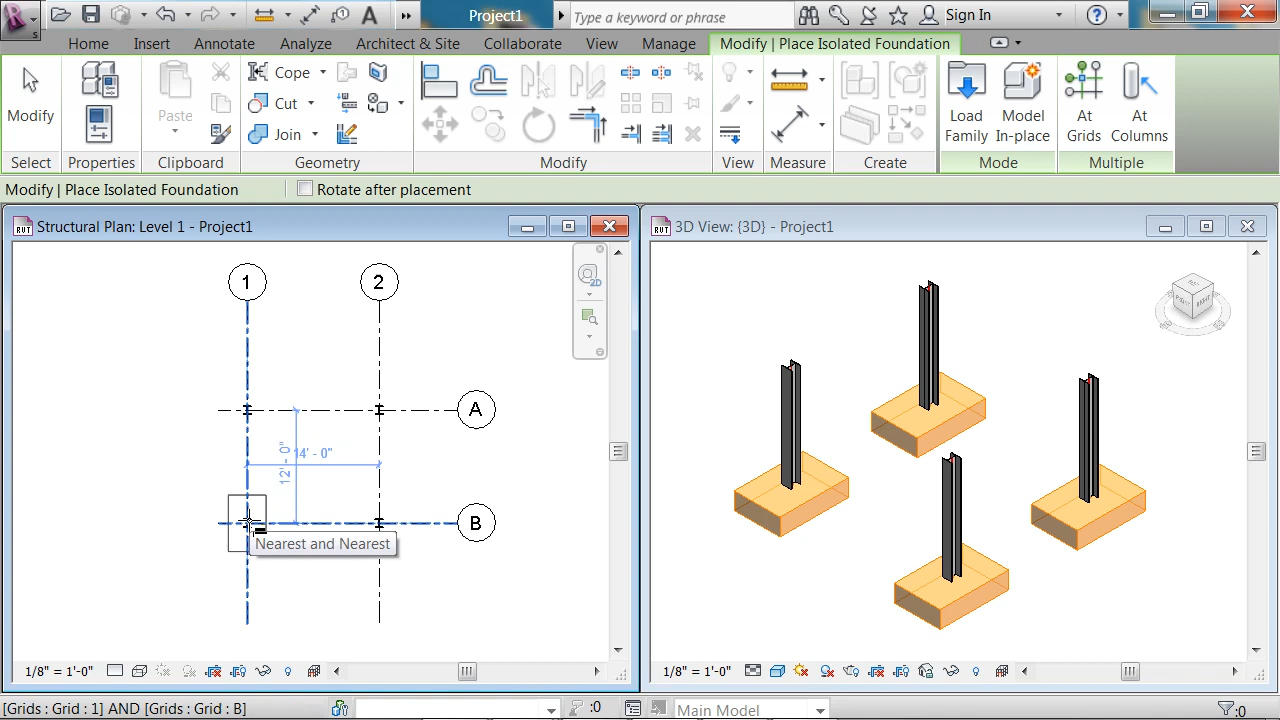 Project1
Type a keyword or phrase
Sign In
Home
Insert
Annotate
Analyze
Architect & Site
Collaborate
View
Manage
Modify | Place Isolated Foundation
Modify
Paste
Cope
Cut
Join
Load
Family
Model
In-place
At
Grids
At
Columns
Select
Properties
Clipboard
Geometry
Modify
View
Measure
Create
Mode
Multiple
Modify | Place Isolated Foundation
Rotate after placement
RVT
Structural Plan: Level 1 - Project1
RVT
3D View: {3D} - Project1
1
2
2D
A
14' - 0"
12' - 0"
B
Nearest and Nearest
1/8" = 1'-0"
1/8" = 1'-0"
[Grids : Grid : 1] AND [Grids : Grid : B]
:0
Main Model
:0